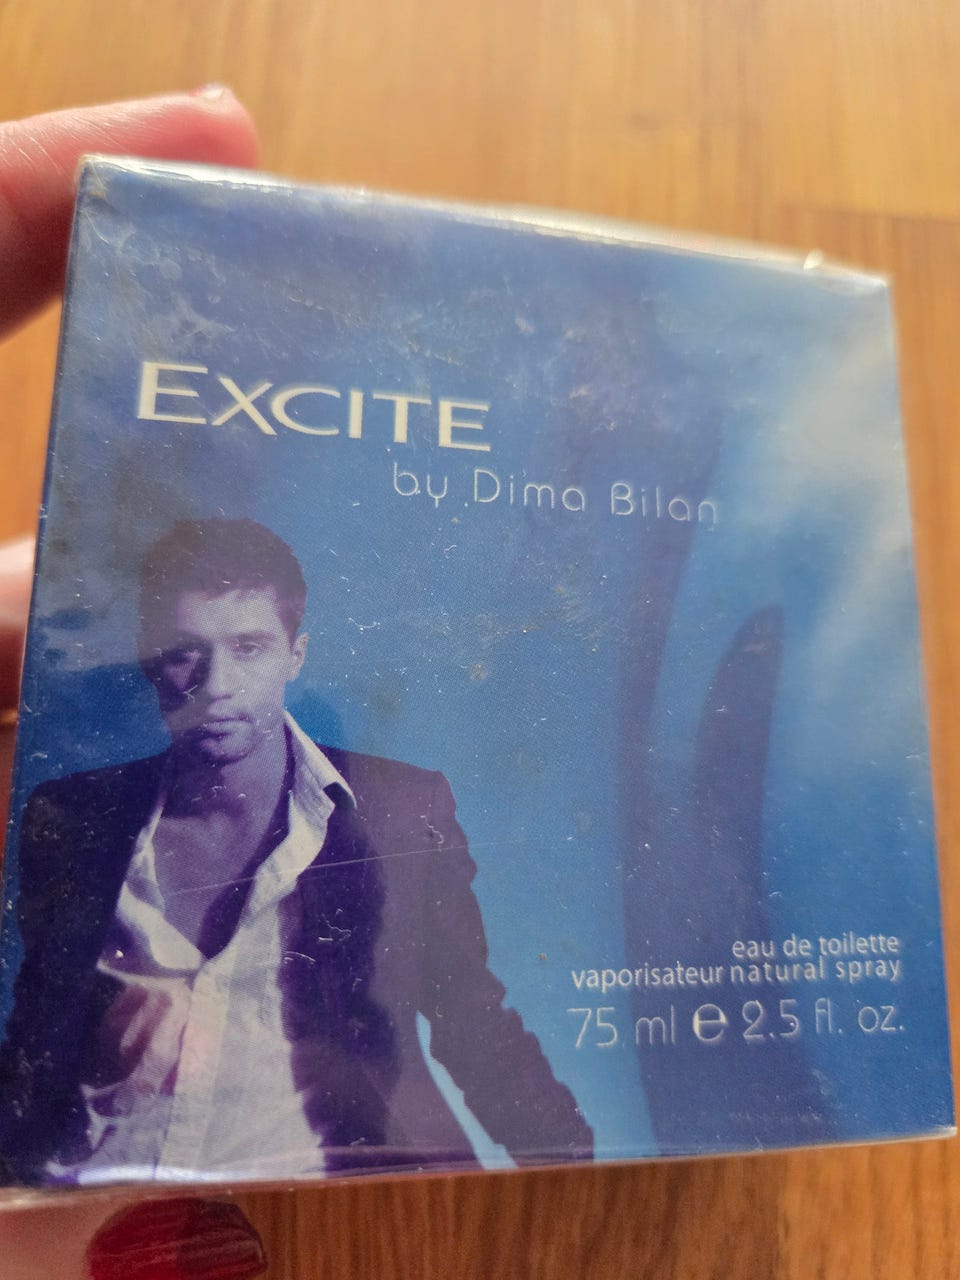 EXCITE
by Dima Bilan
eau de toilette
vaporisateur natural spray
75 ml e 2.5 fl. oz.